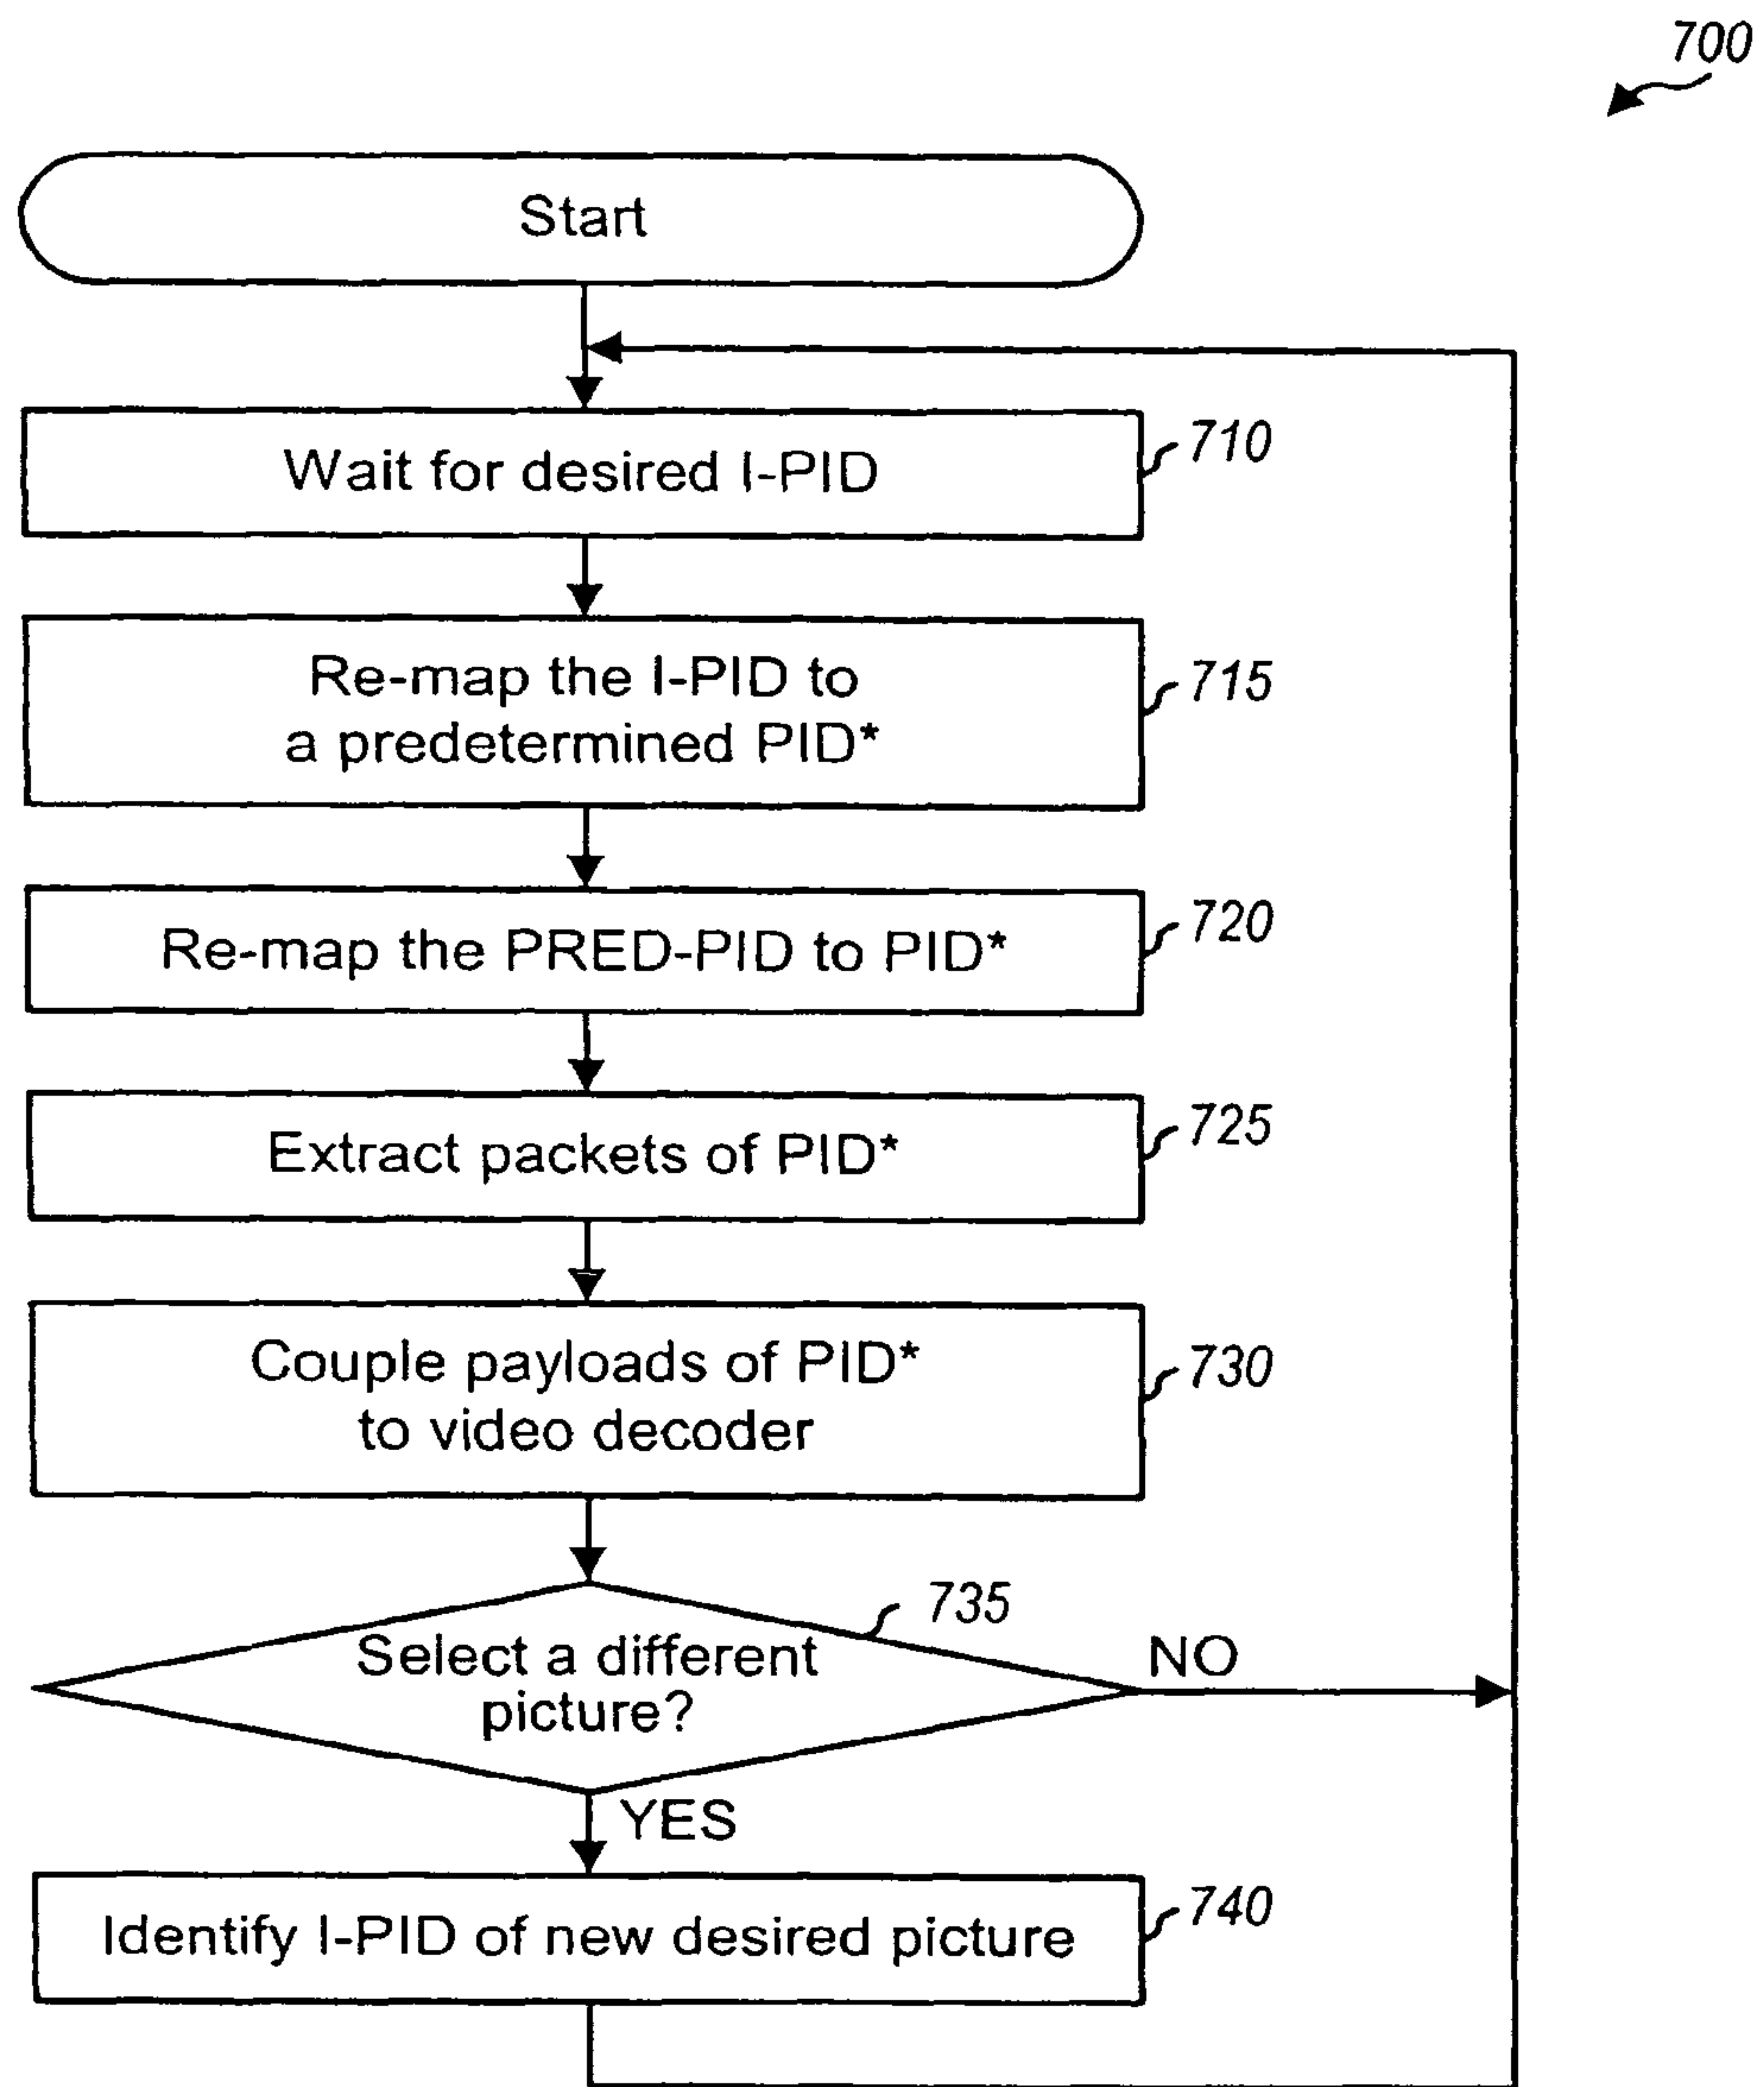 700
Start
Wait for desired I-PID
710
Re-map the I-PID to
a predetermined PID*
715
Re-map the PRED-PID to PID*
720
Extract packets of PID*
725
Couple payloads of PID*
to video decoder
730
735
Select a different
picture?
NO
YES
Identify I-PID of new desired picture
740